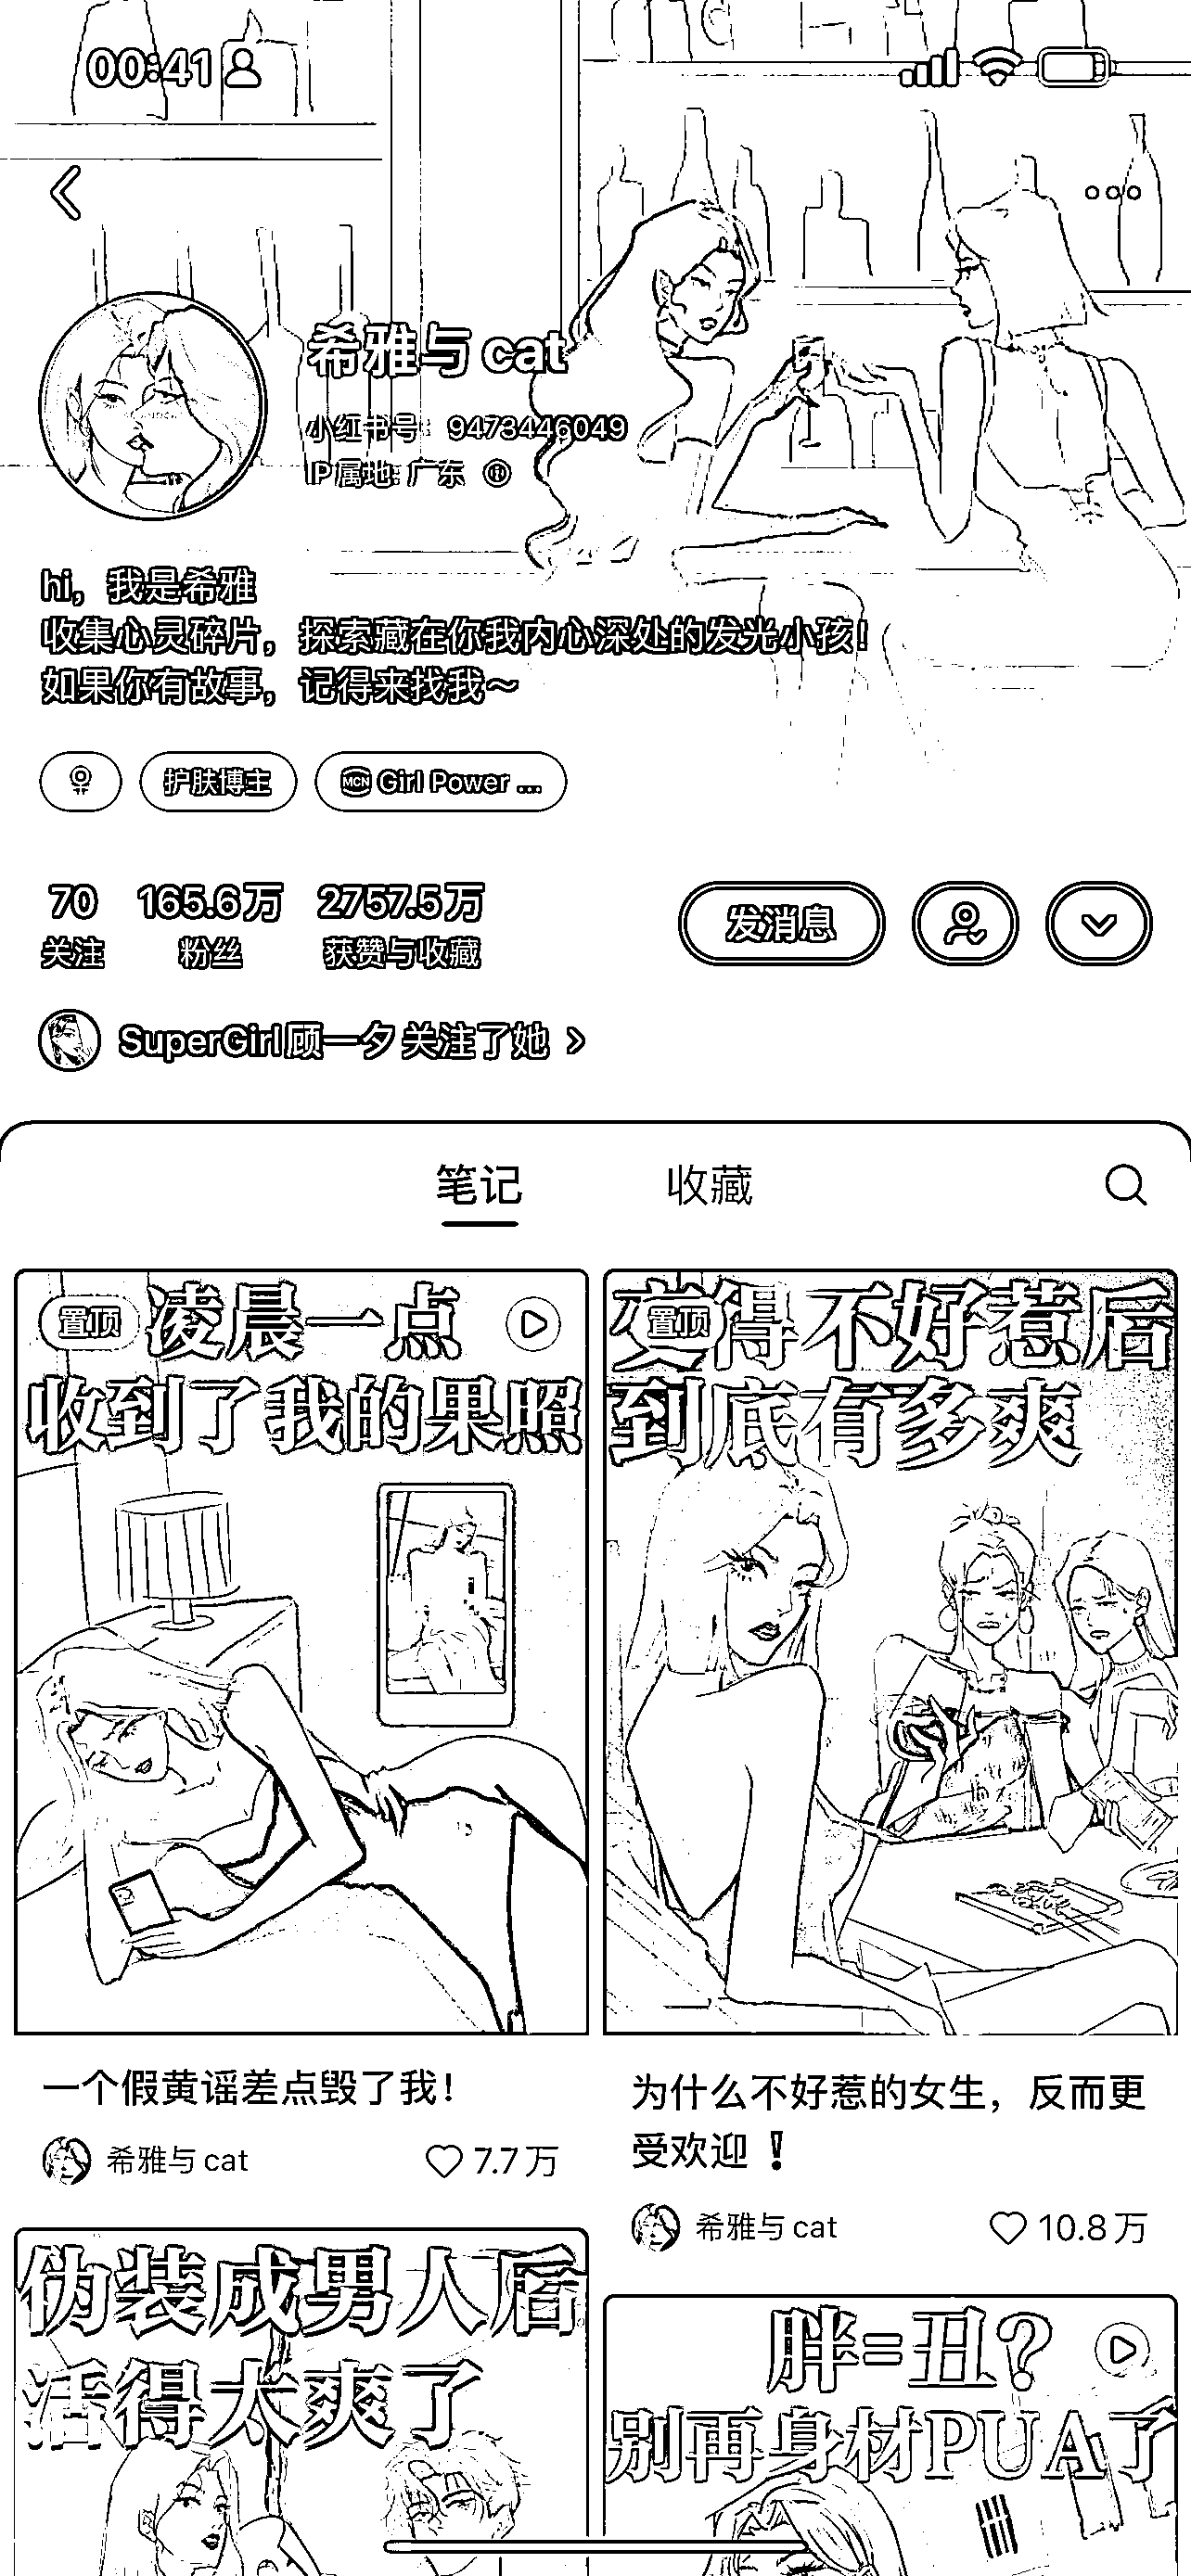 00:41
希雅与 cat
小红书号：9473446049
IP 属地：广东
hi，我是希雅
收集心灵碎片，探索藏在你我内心深处的发光小孩！
如果你有故事，记得来找我～
护肤博主
MCN Girl Power ...
70 165.6万 2757.5万
关注 粉丝 获赞与收藏
发消息
SuperGirl顾一夕 关注了她
笔记 收藏
置顶
凌晨一点
收到了我的果照
一个假黄谣差点毁了我！
希雅与 cat
7.7万
置顶
变得不好惹后
到底有多爽
为什么不好惹的女生，反而更
受欢迎❗
希雅与 cat
10.8万
伪装成男人后
活得太爽了
胖=丑？
别再身材PUA了